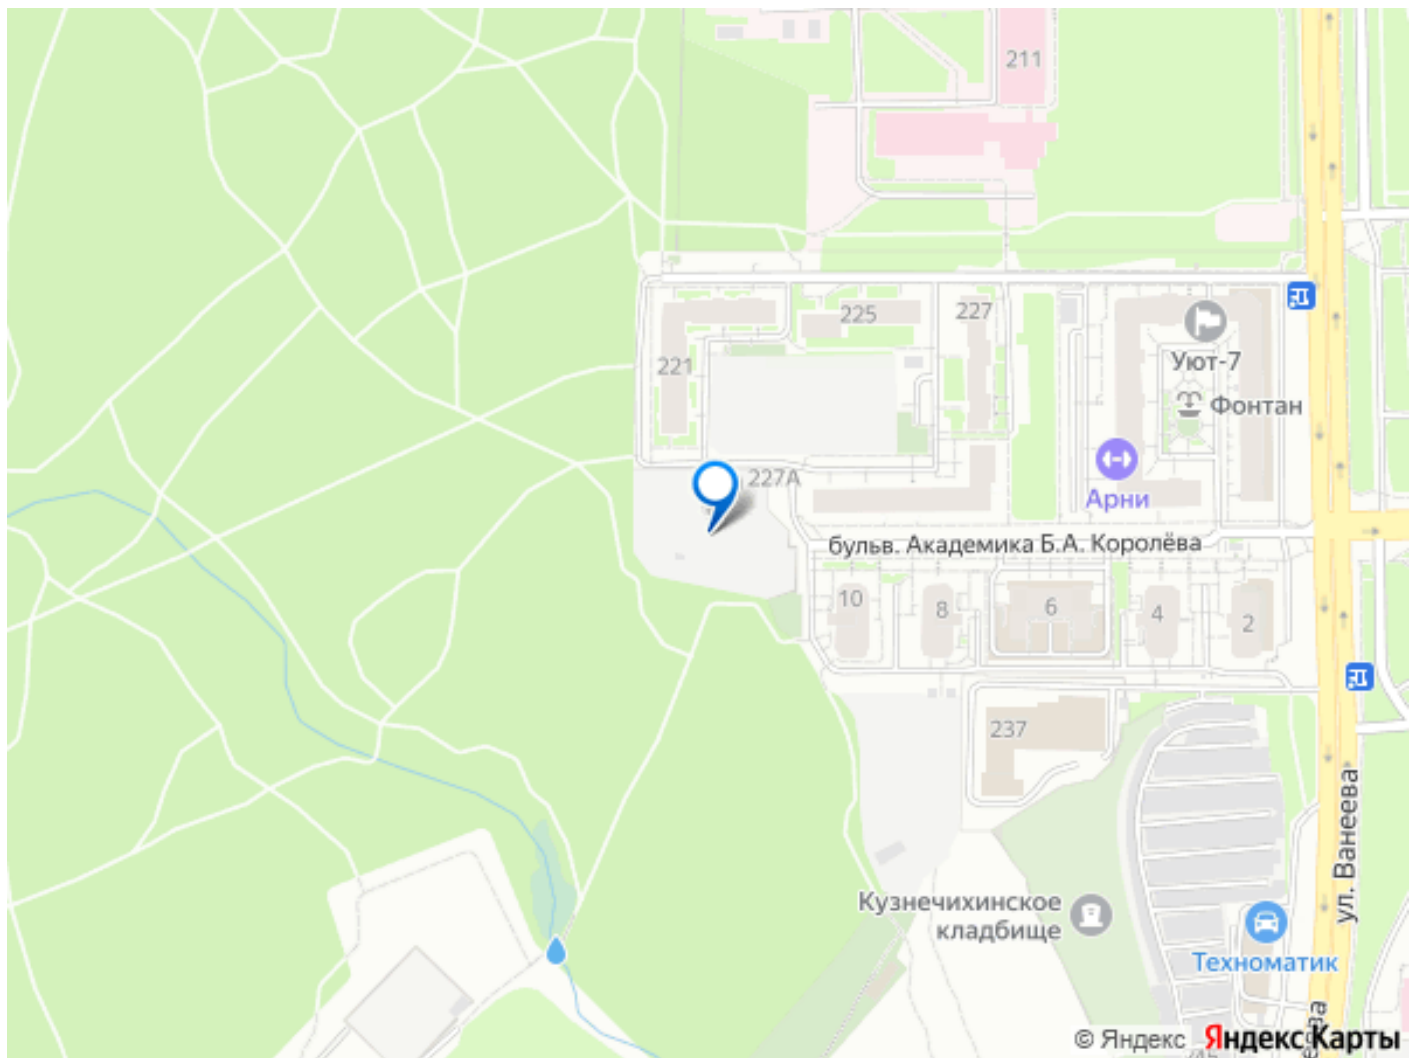 211
225
227
Уют-7
221
Фонтан
227А
Арни
бульв. Академика Б.А. Королёва
10
8
6
4
2
237
ул. Ванеева
Кузнечихинское
кладбище
Техноматик
© Яндекс Яндекс Карты